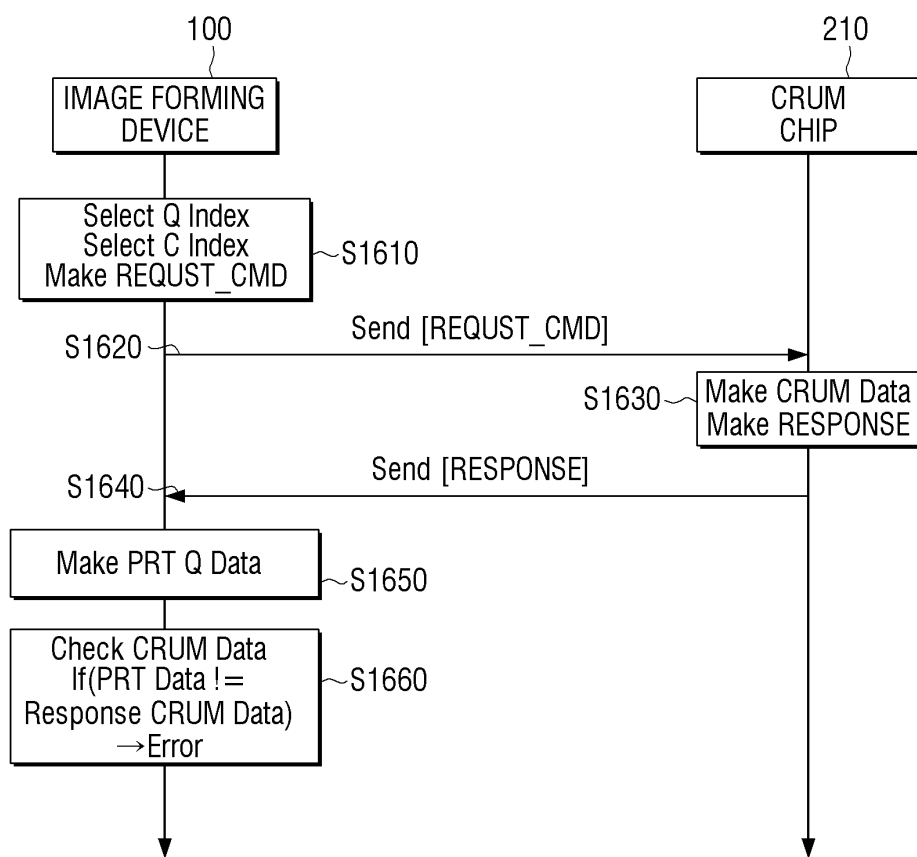 100
210
IMAGE FORMING
DEVICE
CRUM
CHIP
Select Q Index
Select C Index
Make REQUST_CMD
S1610
Send [REQUST_CMD]
S1620
Make CRUM Data
Make RESPONSE
S1630
Send [RESPONSE]
S1640
Make PRT Q Data
S1650
Check CRUM Data
If(PRT Data !=
Response CRUM Data)
→Error
S1660